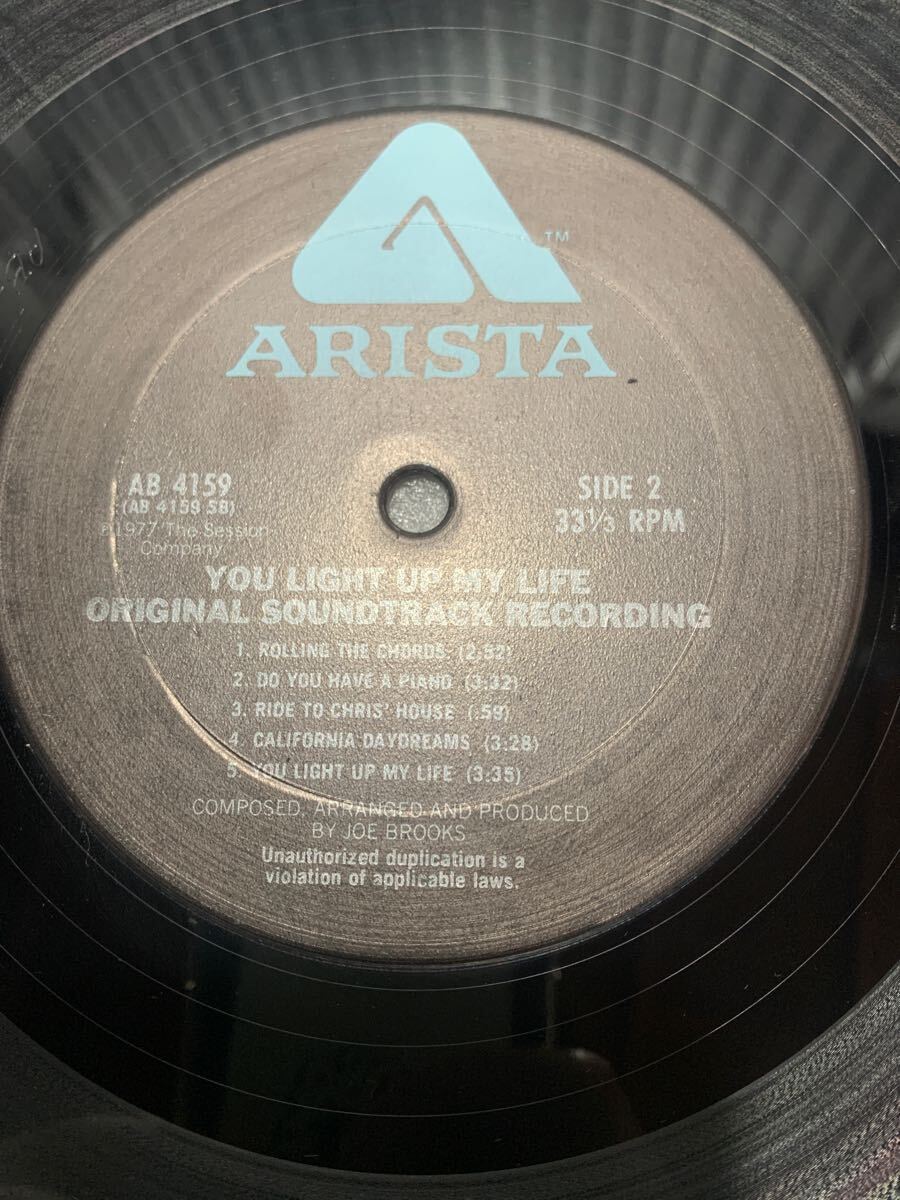 TM
ARISTA
AB 4159
(AB 4159 SB)
℗1977 The Session
Company
SIDE 2
33⅓ RPM
YOU LIGHT UP MY LIFE
ORIGINAL SOUNDTRACK RECORDING
1. ROLLING THE CHORDS (2:52)
2. DO YOU HAVE A PIANO (3:32)
3. RIDE TO CHRIS' HOUSE (:59)
4. CALIFORNIA DAYDREAMS (3:28)
5. YOU LIGHT UP MY LIFE (3:35)
COMPOSED, ARRANGED AND PRODUCED
BY JOE BROOKS
Unauthorized duplication is a
violation of applicable laws.